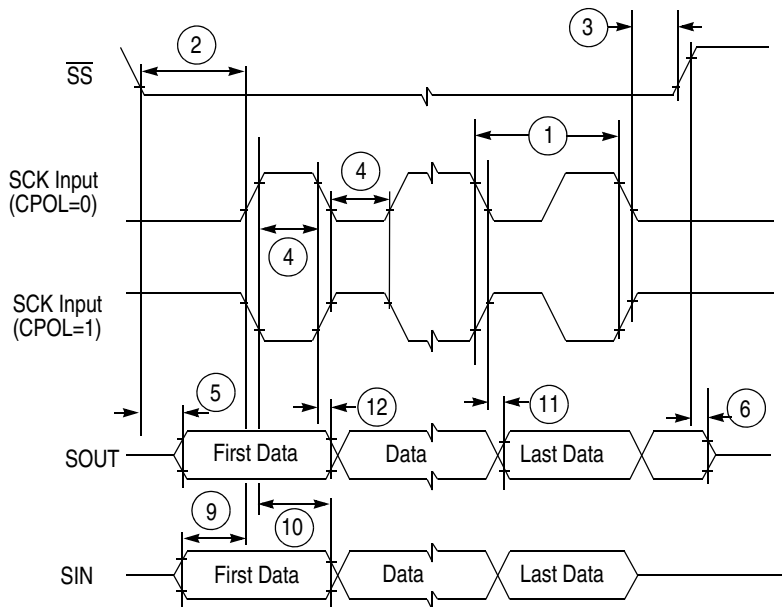 2
3
S̅S̅
1
SCK Input
(CPOL=0)
4
4
SCK Input
(CPOL=1)
5
12
11
6
SOUT
First Data
Data
Last Data
9
10
SIN
First Data
Data
Last Data